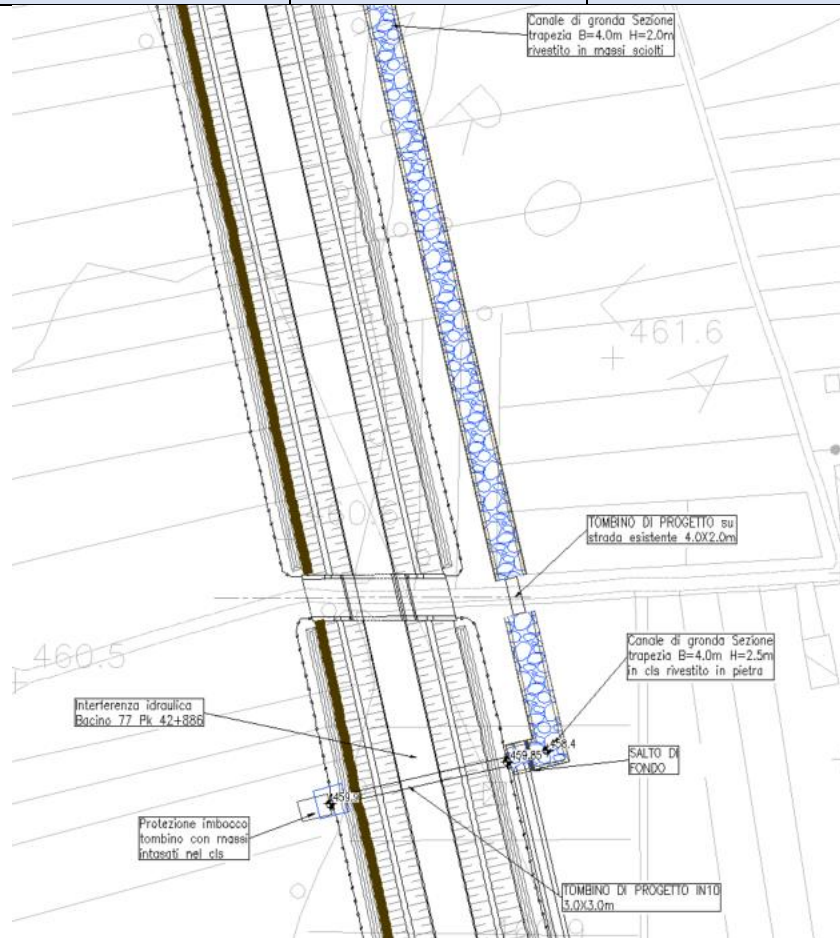 Canale di gronda Sezione
trapezia B=4.0m H=2.0m
rivestito in massi sciolti
R
461.6
A
TOMBINO DI PROGETTO su
strada esistente 4.0X2.0m
460.5
Canale di gronda Sezione
trapezia B=4.0m H=2.5m
in cls rivestito in pietra
Interferenza idraulica
Bacino 77 Pk 42+886
459.85
458.4
SALTO DI
FONDO
Protezione imbocco
tombino con massi
intasati nel cls
TOMBINO DI PROGETTO IN10
3.0X3.0m